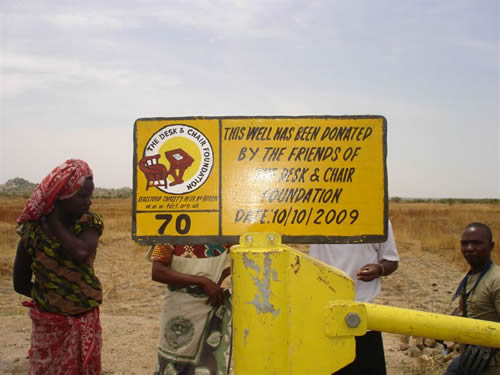 THE DESK & CHAIR FOUNDATION
70
THIS WELL HAS BEEN DONATED
BY THE FRIENDS OF
DESK & CHAIR
FOUNDATION
DATE:10/10/2009